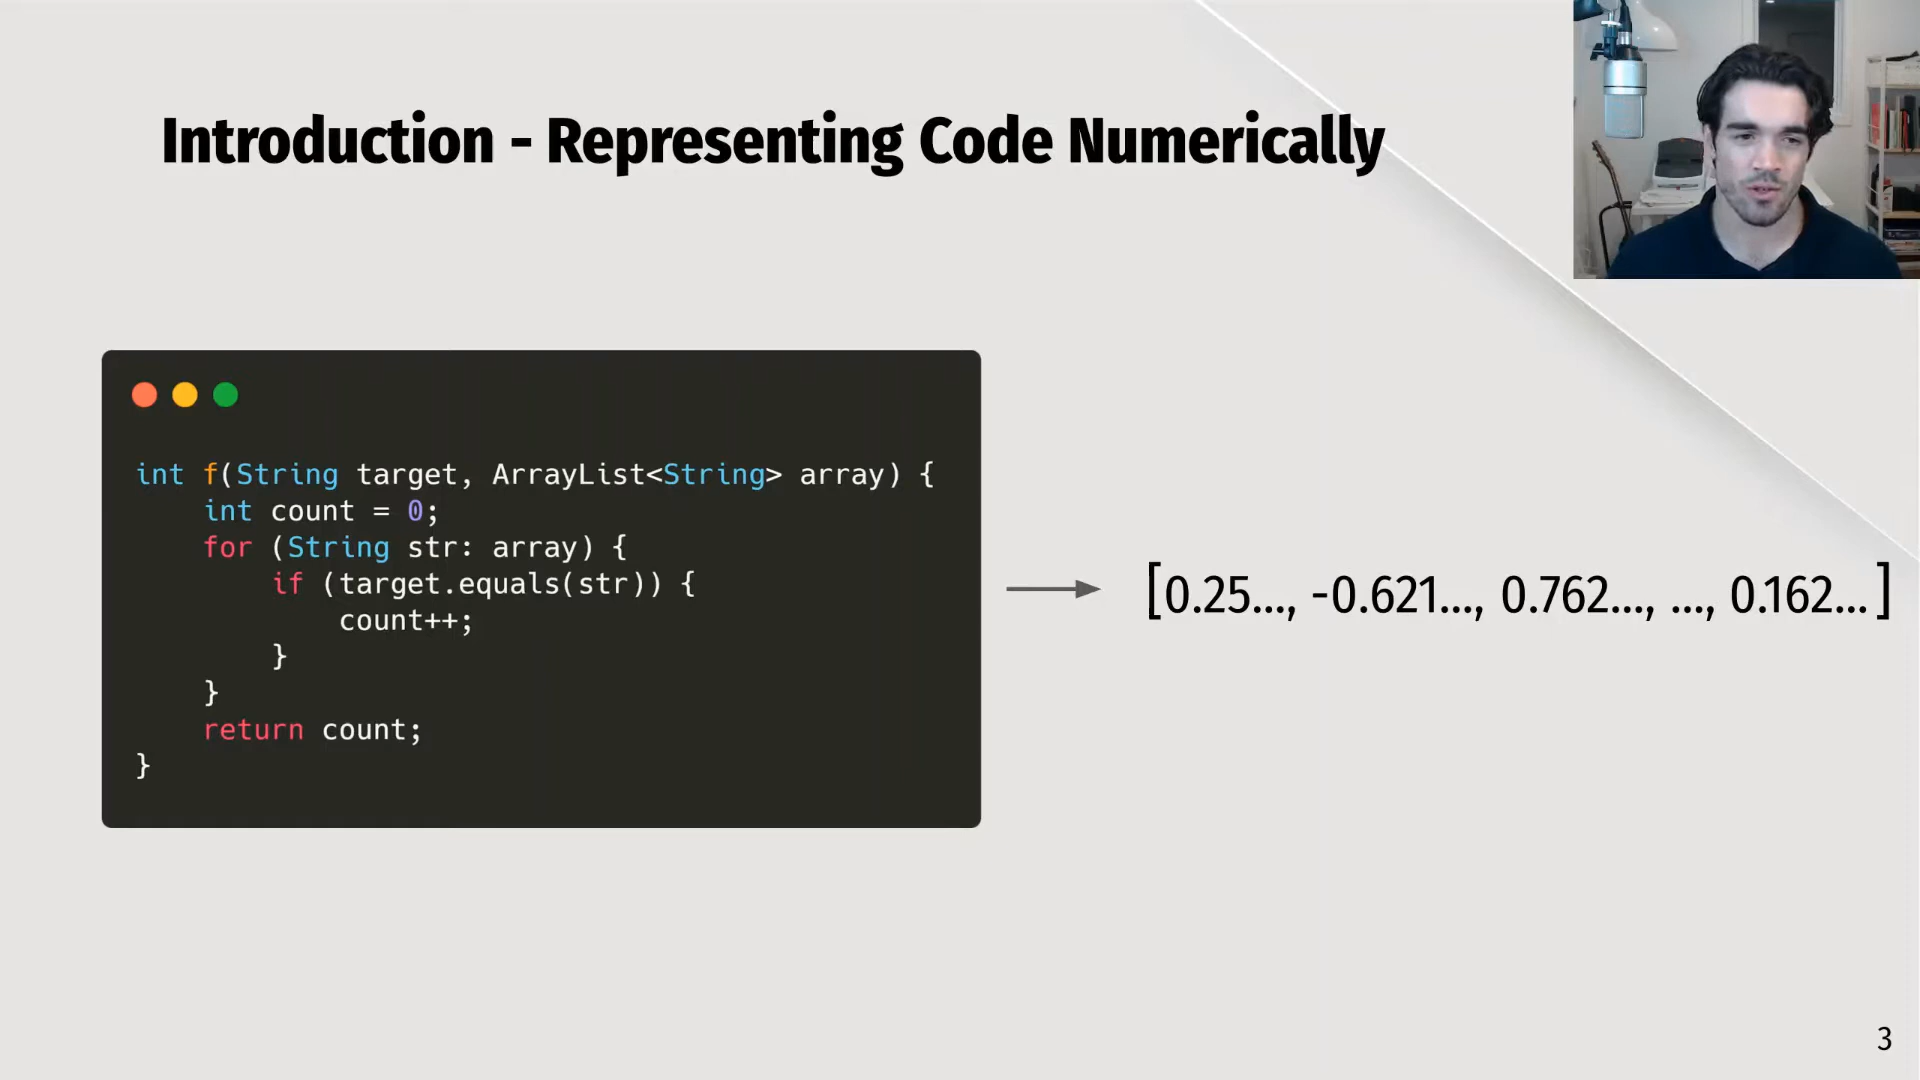 Introduction - Representing Code Numerically
int f(String target, ArrayList<String> array) {
    int count = 0;
    for (String str: array) {
        if (target.equals(str)) {
            count++;
        }
    }
    return count;
}
[0.25..., -0.621..., 0.762..., ..., 0.162... ]
3